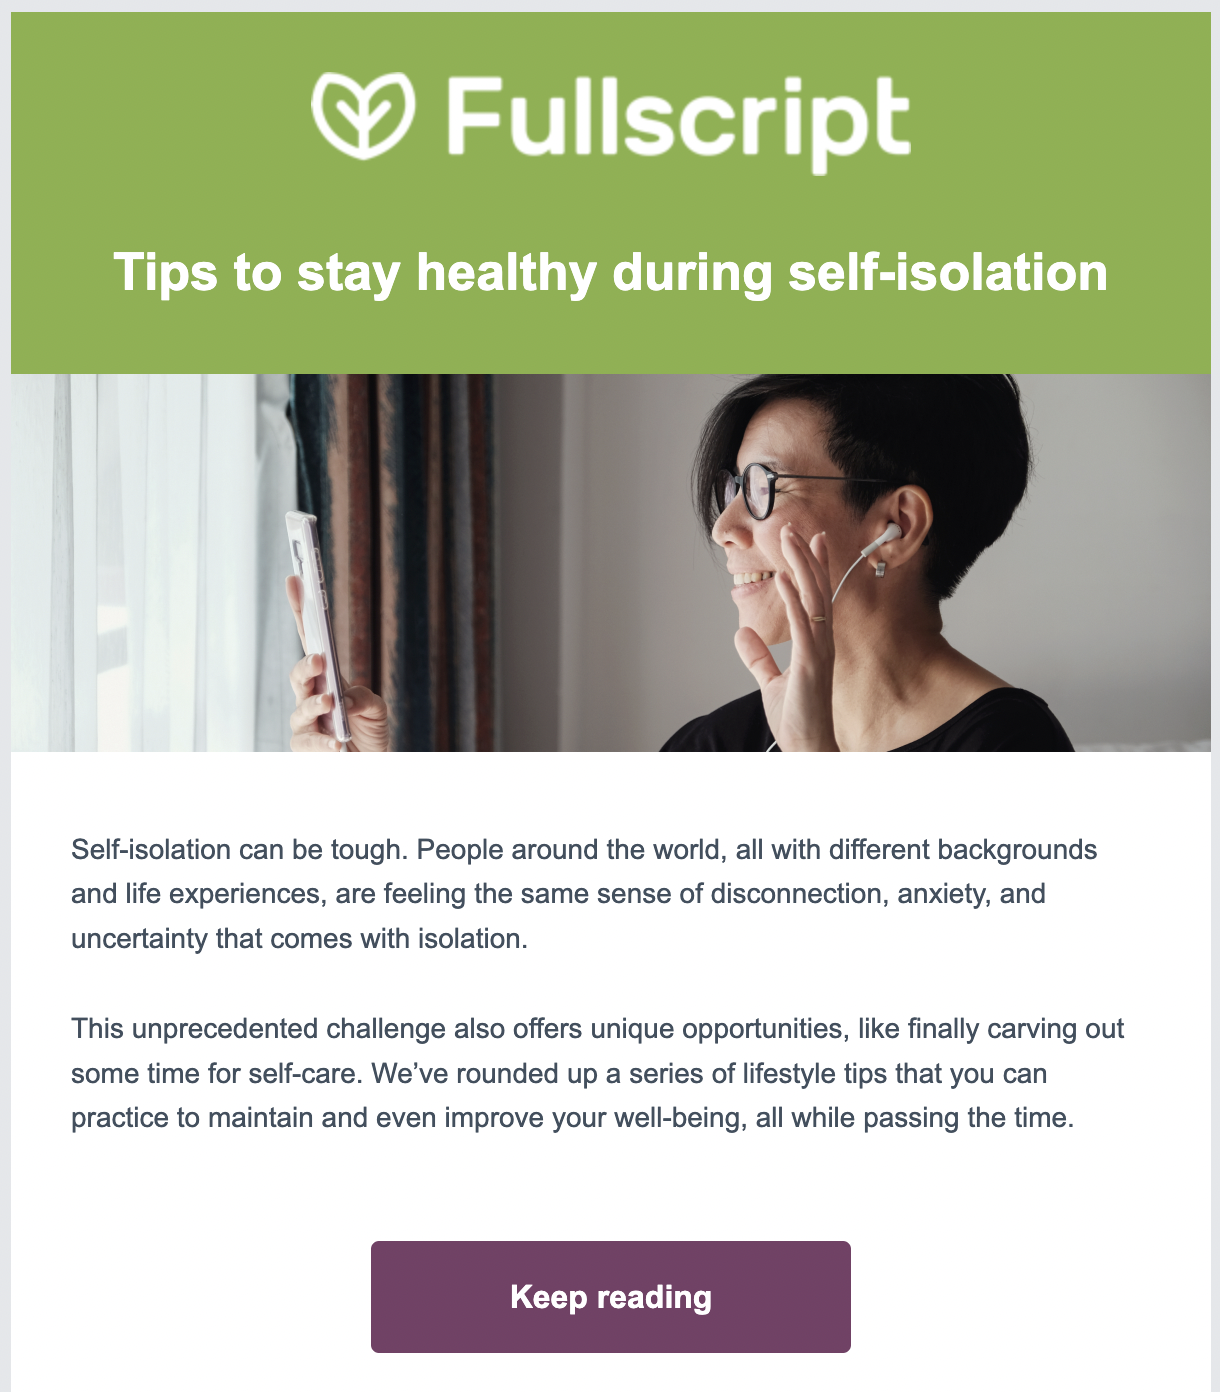 Fullscript
Tips to stay healthy during self-isolation
Self-isolation can be tough. People around the world, all with different backgrounds
and life experiences, are feeling the same sense of disconnection, anxiety, and
uncertainty that comes with isolation.
This unprecedented challenge also offers unique opportunities, like finally carving out
some time for self-care. We’ve rounded up a series of lifestyle tips that you can
practice to maintain and even improve your well-being, all while passing the time.
Keep reading